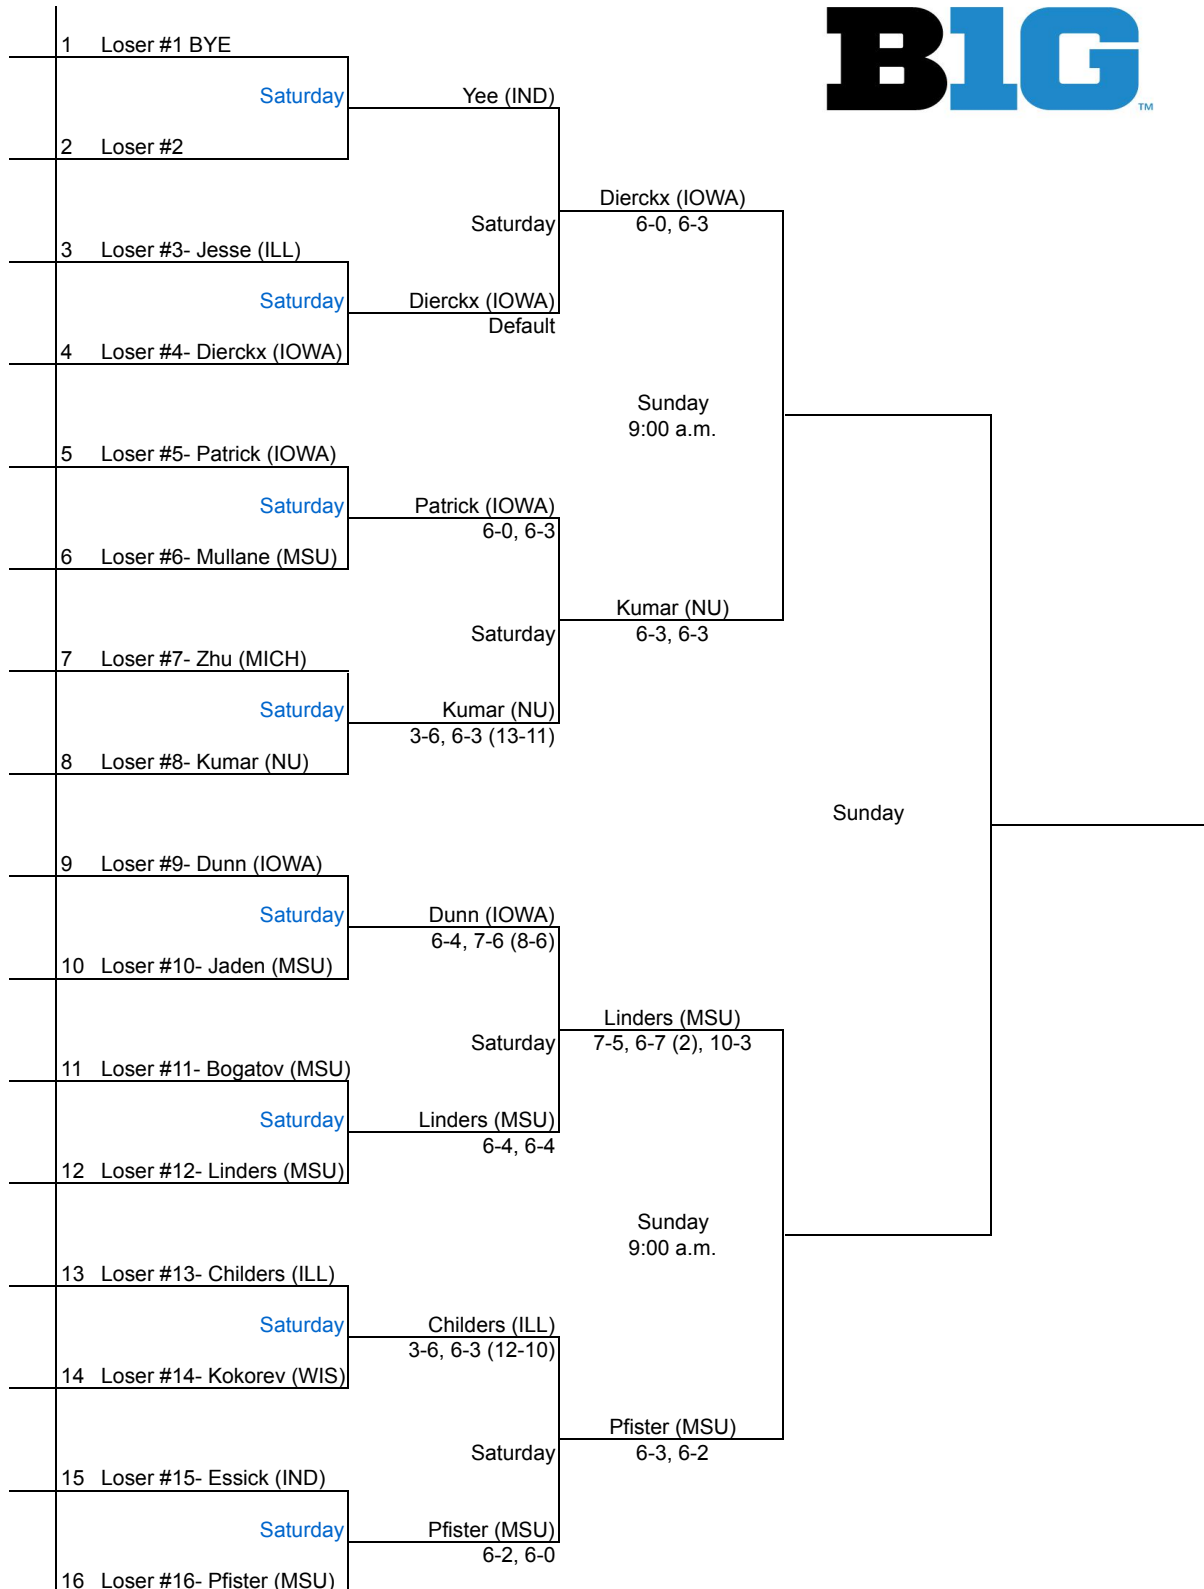 B1G
TM
1 Loser #1 BYE
Saturday
Yee (IND)
2 Loser #2
Dierckx (IOWA)
Saturday
6-0, 6-3
3 Loser #3- Jesse (ILL)
Saturday
Dierckx (IOWA)
Default
4 Loser #4- Dierckx (IOWA)
Sunday
9:00 a.m.
5 Loser #5- Patrick (IOWA)
Saturday
Patrick (IOWA)
6-0, 6-3
6 Loser #6- Mullane (MSU)
Kumar (NU)
Saturday
6-3, 6-3
7 Loser #7- Zhu (MICH)
Saturday
Kumar (NU)
3-6, 6-3 (13-11)
8 Loser #8- Kumar (NU)
Sunday
9 Loser #9- Dunn (IOWA)
Saturday
Dunn (IOWA)
6-4, 7-6 (8-6)
10 Loser #10- Jaden (MSU)
Linders (MSU)
Saturday
7-5, 6-7 (2), 10-3
11 Loser #11- Bogatov (MSU)
Saturday
Linders (MSU)
6-4, 6-4
12 Loser #12- Linders (MSU)
Sunday
9:00 a.m.
13 Loser #13- Childers (ILL)
Saturday
Childers (ILL)
3-6, 6-3 (12-10)
14 Loser #14- Kokorev (WIS)
Pfister (MSU)
Saturday
6-3, 6-2
15 Loser #15- Essick (IND)
Saturday
Pfister (MSU)
6-2, 6-0
16 Loser #16- Pfister (MSU)